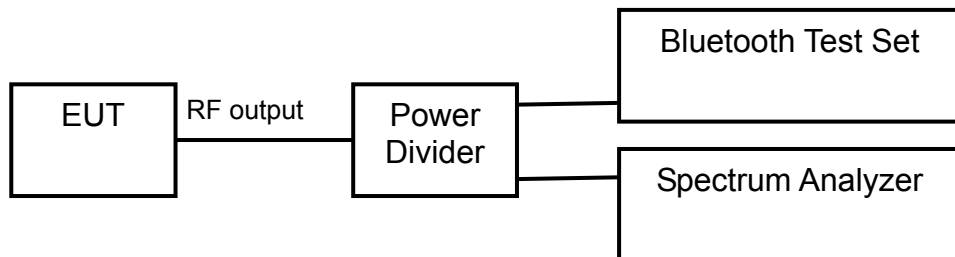 EUT
RF output
Power
Divider
Bluetooth Test Set
Spectrum Analyzer